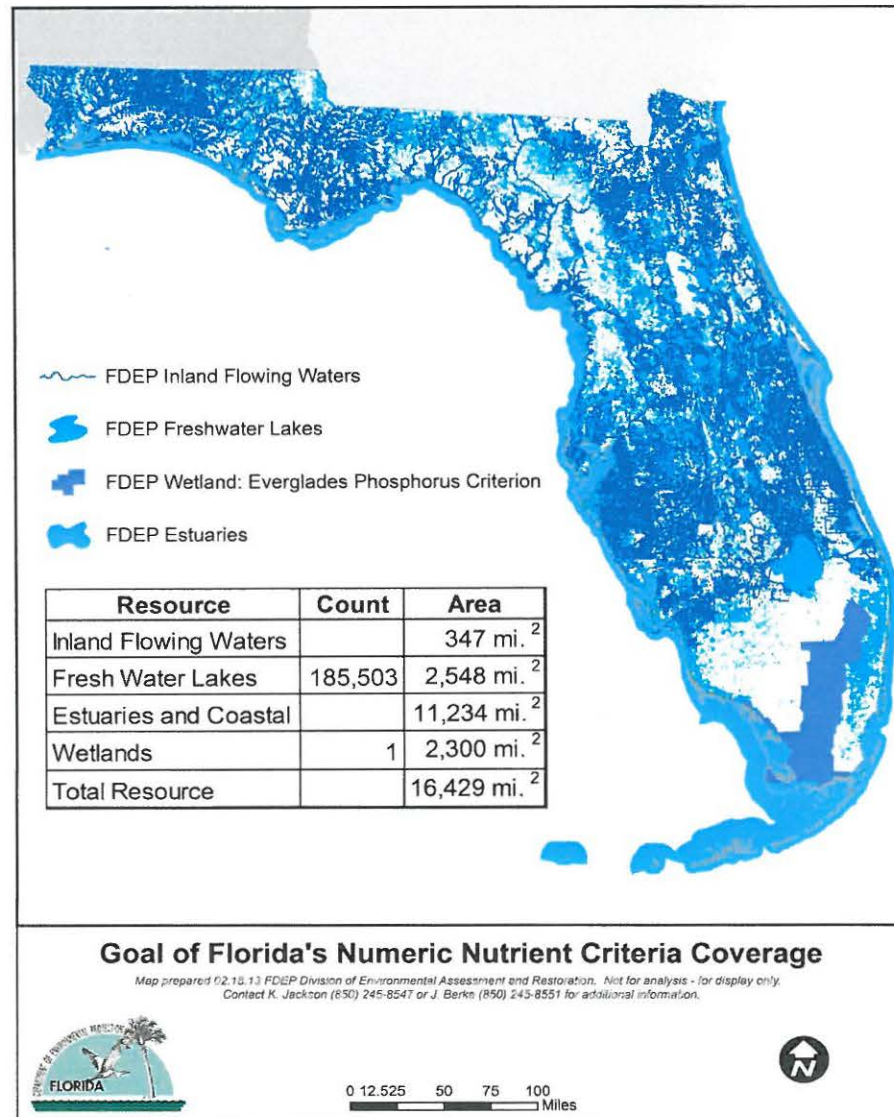 FDEP Inland Flowing Waters
FDEP Freshwater Lakes
FDEP Wetland: Everglades Phosphorus Criterion
FDEP Estuaries
Resource Count Area
Inland Flowing Waters 347 mi. 2
Fresh Water Lakes 185,503 2,548 mi. 2
Estuaries and Coastal 11,234 mi. 2
Wetlands 1 2,300 mi. 2
Total Resource 16,429 mi. 2
Goal of Florida's Numeric Nutrient Criteria Coverage
Map prepared 02.18.13 FDEP Division of Environmental Assessment and Restoration. Not for analysis - for display only.
Contact K. Jackson (850) 245-8547 or J. Berke (850) 245-8551 for additional information.
DEPARTMENT OF ENVIRONMENTAL PROTECTION
FLORIDA
N
0 12.525 50 75 100
Miles